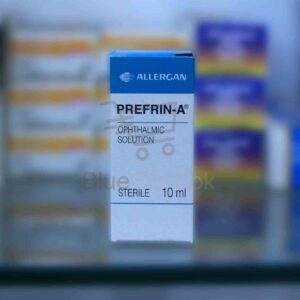 ALLERGAN
PREFRIN-A®
OPHTHALMIC
SOLUTION
STERILE 10 ml